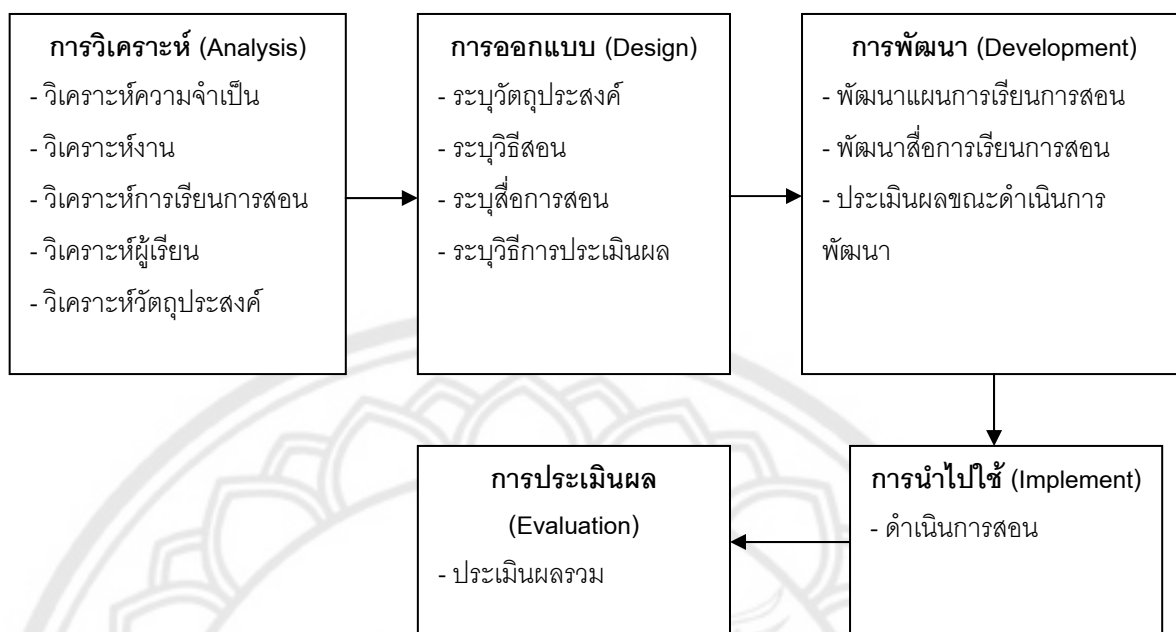 การวิเคราะห์ (Analysis)
- วิเคราะห์ความจำเป็น
- วิเคราะห์งาน
- วิเคราะห์การเรียนการสอน
- วิเคราะห์ผู้เรียน
- วิเคราะห์วัตถุประสงค์
การออกแบบ (Design)
- ระบุวัตถุประสงค์
- ระบุวิธีสอน
- ระบุสื่อการสอน
- ระบุวิธีการประเมินผล
การพัฒนา (Development)
- พัฒนาแผนการเรียนการสอน
- พัฒนาสื่อการเรียนการสอน
- ประเมินผลขณะดำเนินการ
พัฒนา
การนำไปใช้ (Implement)
- ดำเนินการสอน
การประเมินผล
(Evaluation)
- ประเมินผลรวม